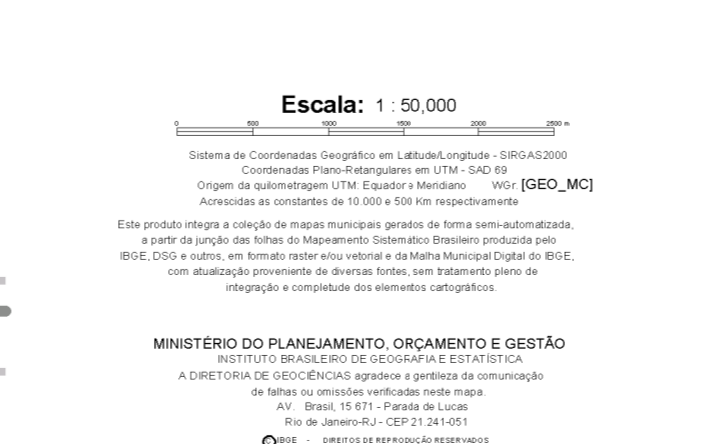 Escala: 1 : 50,000
0 500 1000 1500 2000 2500 m
Sistema de Coordenadas Geográfico em Latitude/Longitude - SIRGAS2000
Coordenadas Plano-Retangulares em UTM - SAD 69
Origem da quilometragem UTM: Equador e Meridiano WGr. [GEO_MC]
Acrescidas as constantes de 10.000 e 500 Km respectivamente
Este produto integra a coleção de mapas municipais gerados de forma semi-automatizada,
a partir da junção das folhas do Mapeamento Sistemático Brasileiro produzida pelo
IBGE, DSG e outros, em formato raster e/ou vetorial e da Malha Municipal Digital do IBGE,
com atualização proveniente de diversas fontes, sem tratamento pleno de
integração e completude dos elementos cartográficos.
MINISTÉRIO DO PLANEJAMENTO, ORÇAMENTO E GESTÃO
INSTITUTO BRASILEIRO DE GEOGRAFIA E ESTATÍSTICA
A DIRETORIA DE GEOCIÊNCIAS agradece a gentileza da comunicação
de falhas ou omissões verificadas neste mapa.
AV. Brasil, 15 671 - Parada de Lucas
Rio de Janeiro-RJ - CEP 21.241-051
© IBGE - DIREITOS DE REPRODUÇÃO RESERVADOS